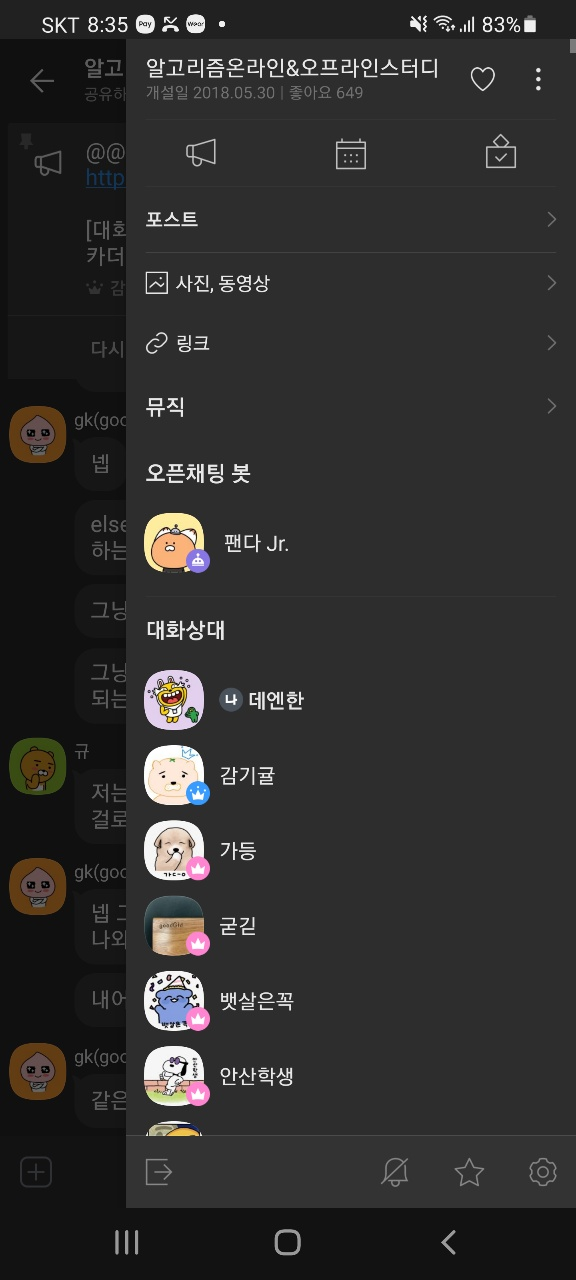 SKT 8:35 Pay Wear 83%
알고
공유하
@@
http
[대화
카더
감
다시
gk(goo
넵
else
하는
그냥
그냥
되는
규
저는
걸로
gk(goo
넵 그
나와
내어
gk(goo
같은
알고리즘온라인&오프라인스터디
개설일 2018.05.30 | 좋아요 649
포스트
사진, 동영상
링크
뮤직
오픈채팅 봇
팬다 Jr.
대화상대
나 데엔한
감기귤
가등
굳긷
뱃살은꼭
안산학생